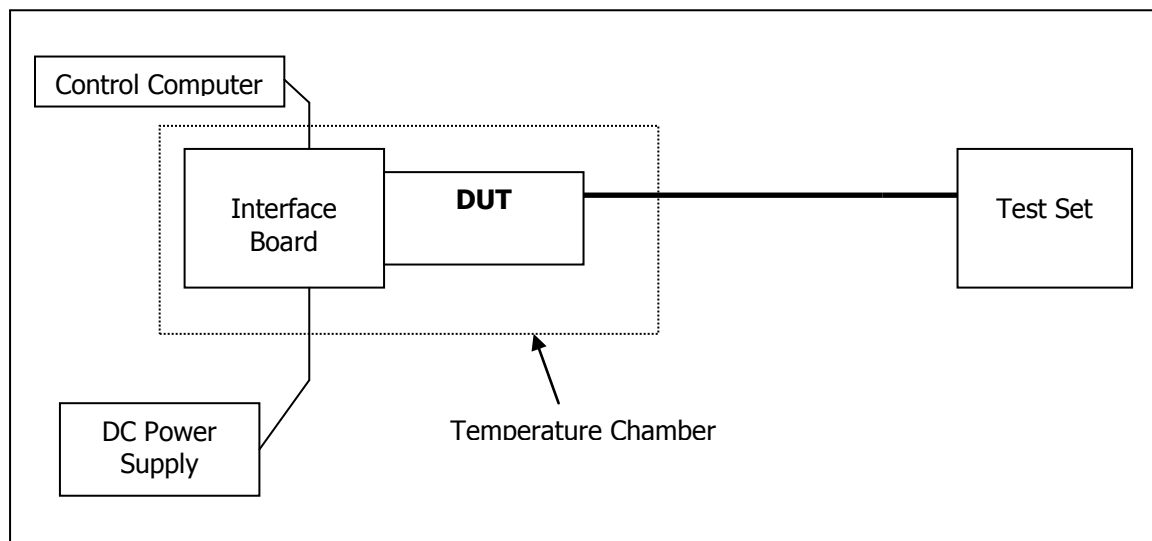 Control Computer
Interface
Board
DUT
Test Set
DC Power
Supply
Temperature Chamber